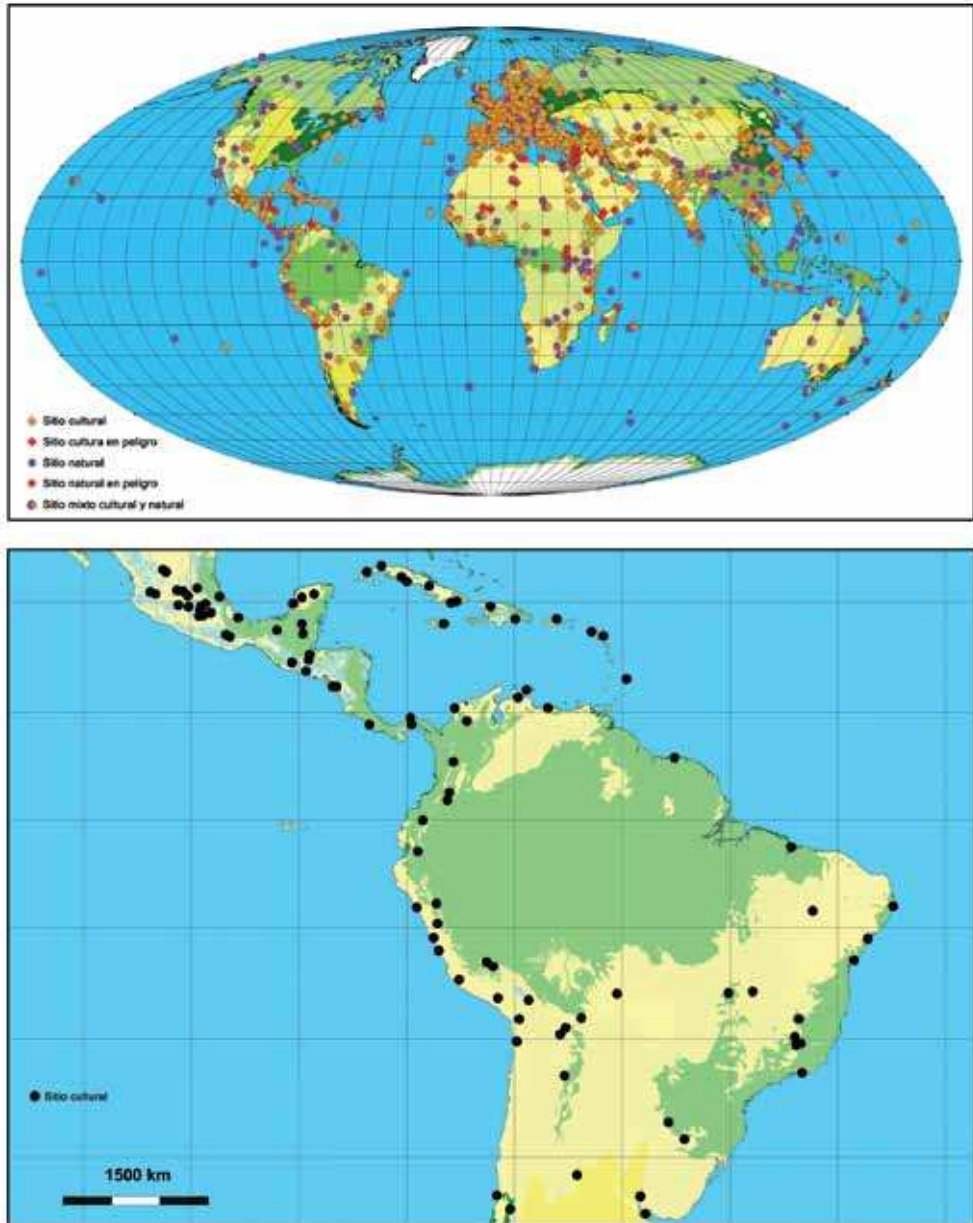 Sitio cultural
Sitio cultura en peligro
Sitio natural
Sitio natural en peligro
Sitio mixto cultural y natural
Sitio cultural
1500 km